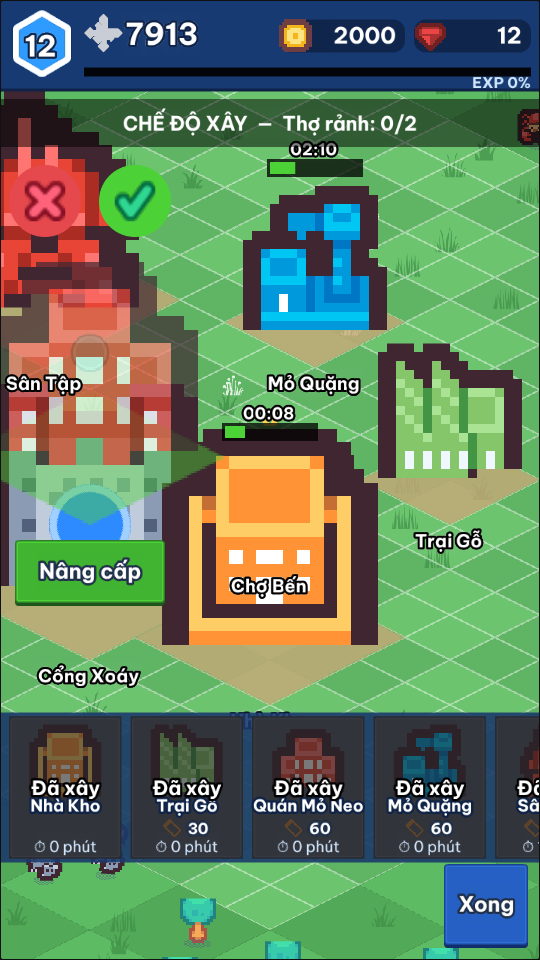 12
7913
2000
12
EXP 0%
CHẾ ĐỘ XÂY – Thợ rảnh: 0/2
02:10
Sân Tập
Mỏ Quặng
00:08
Trại Gỗ
Nâng cấp
Chợ Bến
Cổng Xoáy
Đã xây
Nhà Kho
0 phút
Đã xây
Trại Gỗ
30
0 phút
Đã xây
Quán Mỏ Neo
60
0 phút
Đã xây
Mỏ Quặng
60
0 phút
Xong